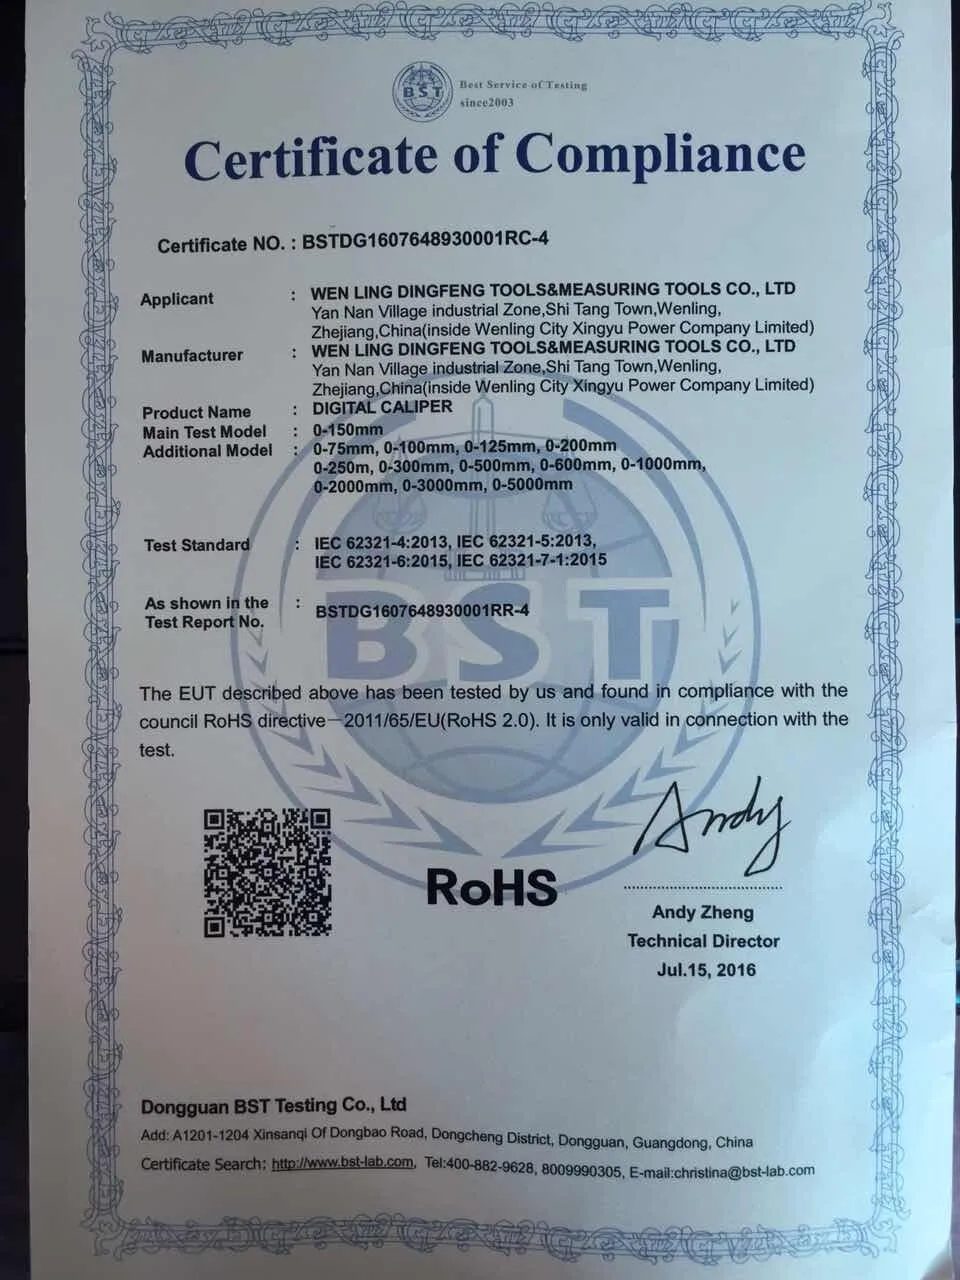 BST
Best Service of Testing
since2003
Certificate of Compliance
Certificate NO. : BSTDG1607648930001RC-4
Applicant : WEN LING DINGFENG TOOLS&MEASURING TOOLS CO., LTD
Yan Nan Village industrial Zone,Shi Tang Town,Wenling,
Zhejiang,China(inside Wenling City Xingyu Power Company Limited)
Manufacturer : WEN LING DINGFENG TOOLS&MEASURING TOOLS CO., LTD
Yan Nan Village industrial Zone,Shi Tang Town,Wenling,
Zhejiang,China(inside Wenling City Xingyu Power Company Limited)
Product Name : DIGITAL CALIPER
Main Test Model : 0-150mm
Additional Model : 0-75mm, 0-100mm, 0-125mm, 0-200mm
0-250m, 0-300mm, 0-500mm, 0-600mm, 0-1000mm,
0-2000mm, 0-3000mm, 0-5000mm
Test Standard : IEC 62321-4:2013, IEC 62321-5:2013,
IEC 62321-6:2015, IEC 62321-7-1:2015
As shown in the
Test Report No. : BSTDG1607648930001RR-4
BST
The EUT described above has been tested by us and found in compliance with the
council RoHS directive—2011/65/EU(RoHS 2.0). It is only valid in connection with the
test.
Andy
RoHS
Andy Zheng
Technical Director
Jul.15, 2016
Dongguan BST Testing Co., Ltd
Add: A1201-1204 Xinsanqi Of Dongbao Road, Dongcheng District, Dongguan, Guangdong, China
Certificate Search: http://www.bst-lab.com, Tel:400-882-9628, 8009990305, E-mail:christina@bst-lab.com